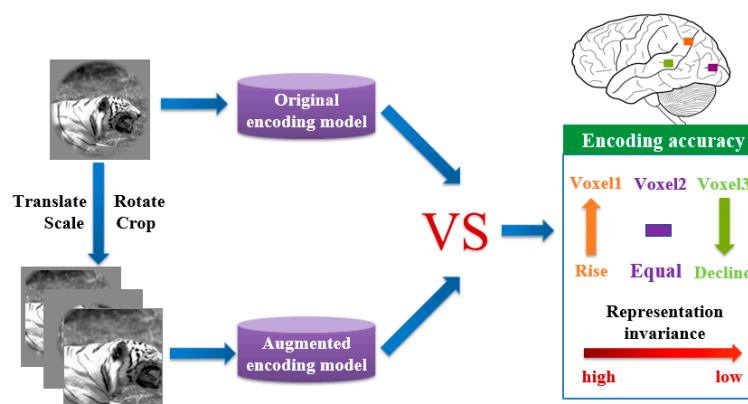 Original
encoding model
Translate
Scale
Rotate
Crop
Augmented
encoding model
VS
Encoding accuracy
Voxel1 Voxel2 Voxel3
Rise Equal Decline
Representation
invariance
high low